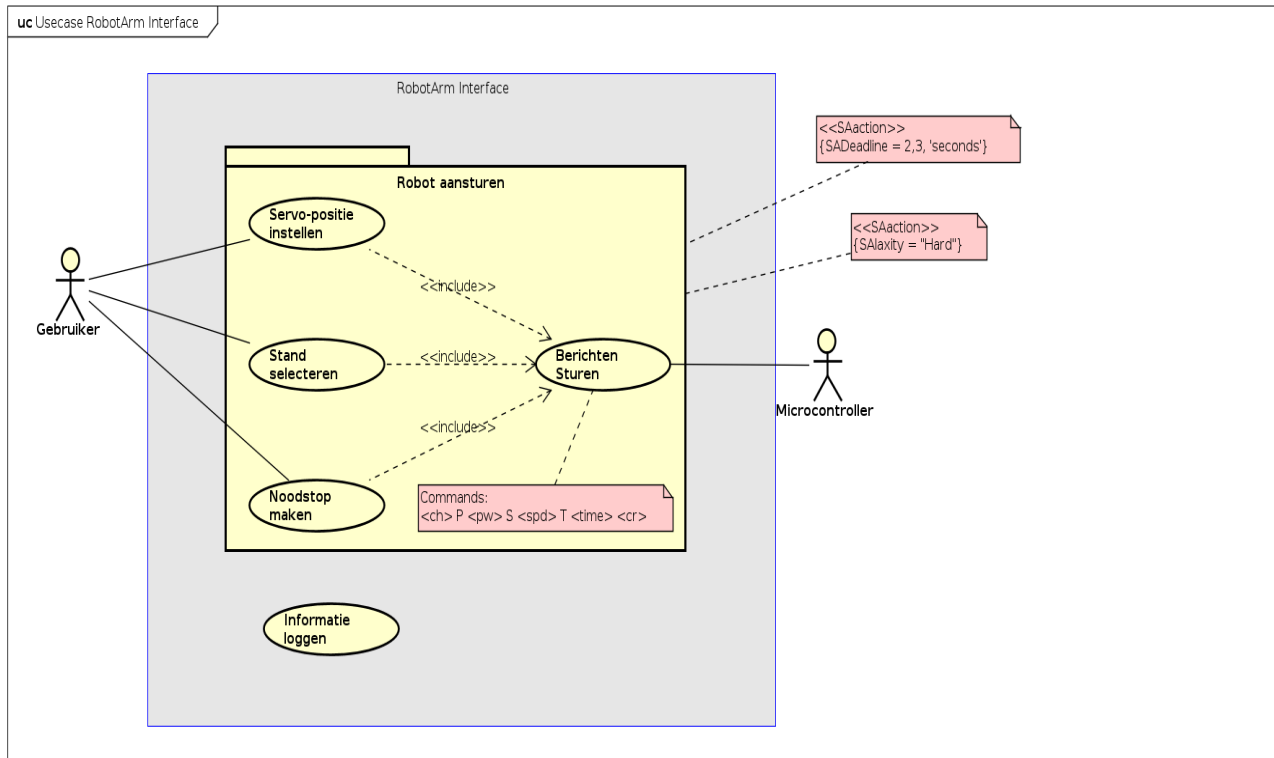 uc Usecase RobotArm Interface
RobotArm Interface
<<SAaction>>
{SADeadline = 2,3, 'seconds'}
Robot aansturen
Servo-positie
instellen
<<SAaction>>
{SAlaxity = "Hard"}
<<include>>
Gebruiker
Stand
selecteren
<<include>>
Berichten
Sturen
Microcontroller
<<include>>
Noodstop
maken
Commands:
<ch> P <pw> S <spd> T <time> <cr>
Informatie
loggen